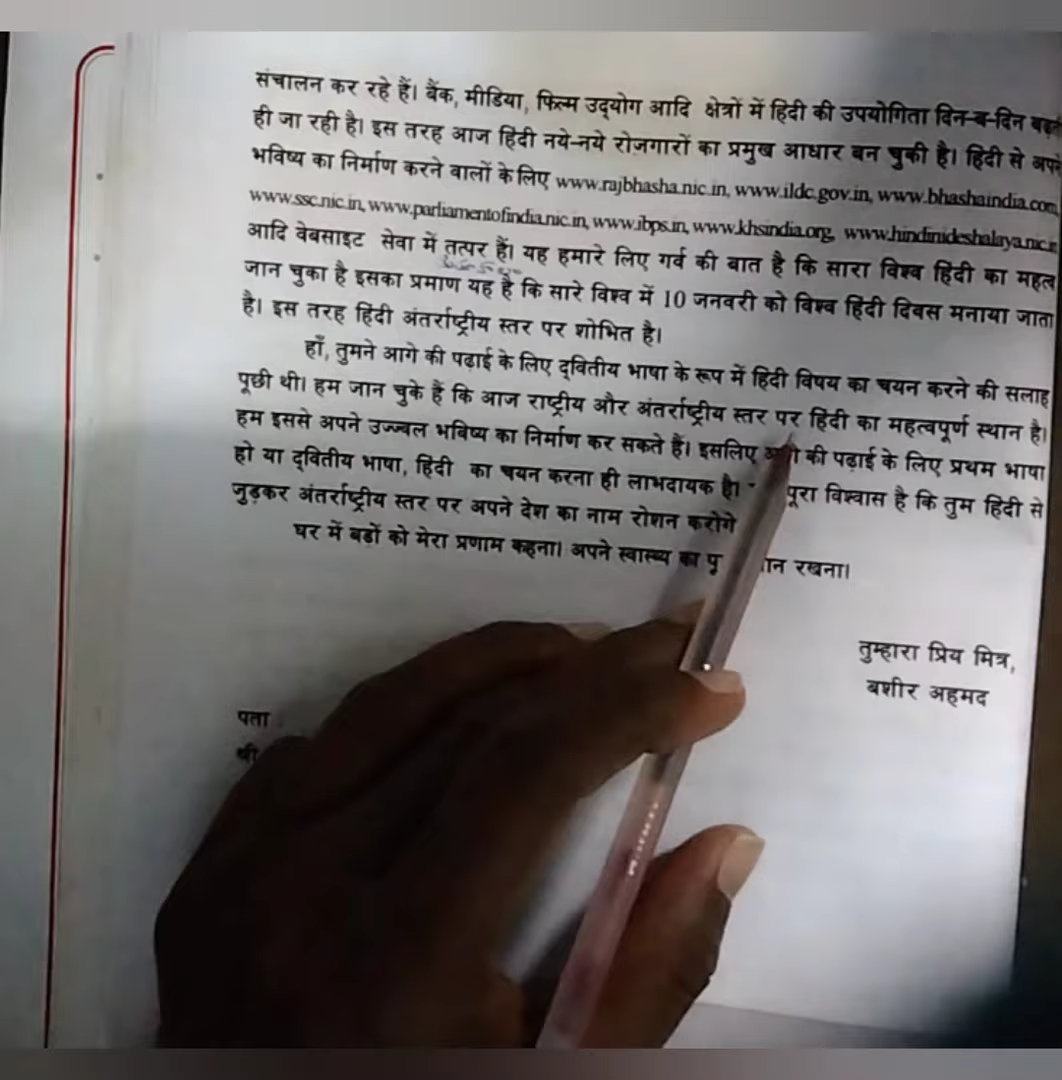 संचालन कर रहे हैं। बैंक, मीडिया, फिल्म उद्योग आदि क्षेत्रों में हिंदी की उपयोगिता दिन-ब-दिन
ही जा रही है। इस तरह आज हिंदी नये-नये रोज़गारों का प्रमुख आधार बन चुकी है। हिंदी से
भविष्य का निर्माण करने वालों के लिए www.rajbhasha.nic.in, www.ildc.gov.in, www.bhashaindia.com
www.ssc.nic.in, www.parliamentofindia.nic.in, www.ibps.in, www.khsindia.org, www.hindinideshalaya.nic.in
आदि वेबसाइट सेवा में तत्पर हैं। यह हमारे लिए गर्व की बात है कि सारा विश्व हिंदी का
जान चुका है इसका प्रमाण यह है कि सारे विश्व में 10 जनवरी को विश्व हिंदी दिवस मनाया जाता
है। इस तरह हिंदी अंतर्राष्ट्रीय स्तर पर शोभित है।
हाँ, तुमने आगे की पढ़ाई के लिए द्वितीय भाषा के रूप में हिंदी विषय का चयन करने की सलाह
पूछी थी। हम जान चुके हैं कि आज राष्ट्रीय और अंतर्राष्ट्रीय स्तर पर हिंदी का महत्वपूर्ण स्थान है।
हम इससे अपने उज्ज्वल भविष्य का निर्माण कर सकते हैं। इसलिए की पढ़ाई के लिए प्रथम भाषा
हो या द्वितीय भाषा, हिंदी का चयन करना ही लाभदायक है। पूरा विश्वास है कि तुम हिंदी से
जुड़कर अंतर्राष्ट्रीय स्तर पर अपने देश का नाम रोशन करोगे
घर में बडों को मेरा प्रणाम कहना। अपने स्वास्थ्य का रखना।
तुम्हारा प्रिय मित्र,
बशीर अहमद
पता